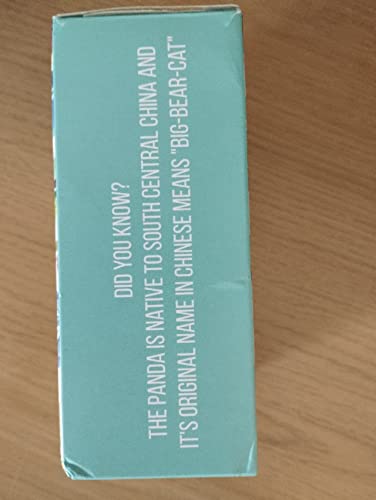 DID YOU KNOW?
THE PANDA IS NATIVE TO SOUTH CENTRAL CHINA AND
IT'S ORIGINAL NAME IN CHINESE MEANS "BIG-BEAR-CAT"